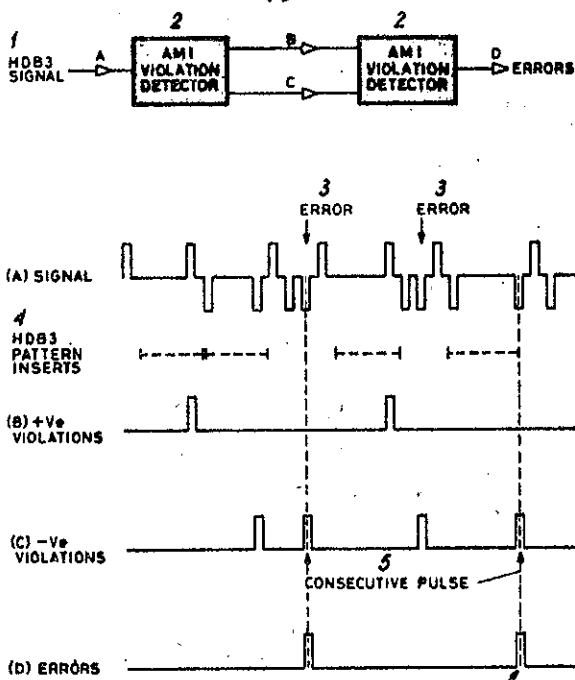 2 2
1
HDB3
SIGNAL
A
AMI
VIOLATION
DETECTOR
B
C
AMI
VIOLATION
DETECTOR
D
ERRORS
3 3
ERROR ERROR
(A) SIGNAL
4
HDB3
PATTERN
INSERTS
(B) +Ve
VIOLATIONS
(C) -Ve
VIOLATIONS
5
CONSECUTIVE PULSE
(D) ERRORS